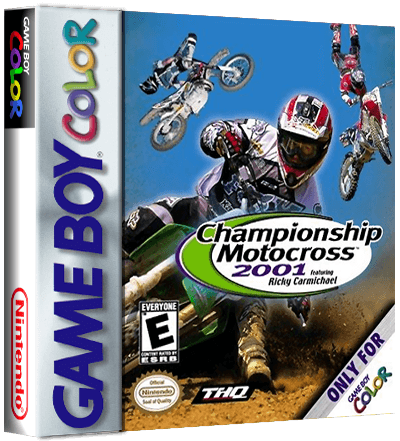 GAME BOY
COLOR
Nintendo
GAME BOY COLOR
Championship
Motocross™
2001 featuring
Ricky Carmichael
EVERYONE
E
CONTENT RATED BY
ESRB
Official
Nintendo
Seal of Quality
THQ
ONLY FOR
GAME BOY
COLOR